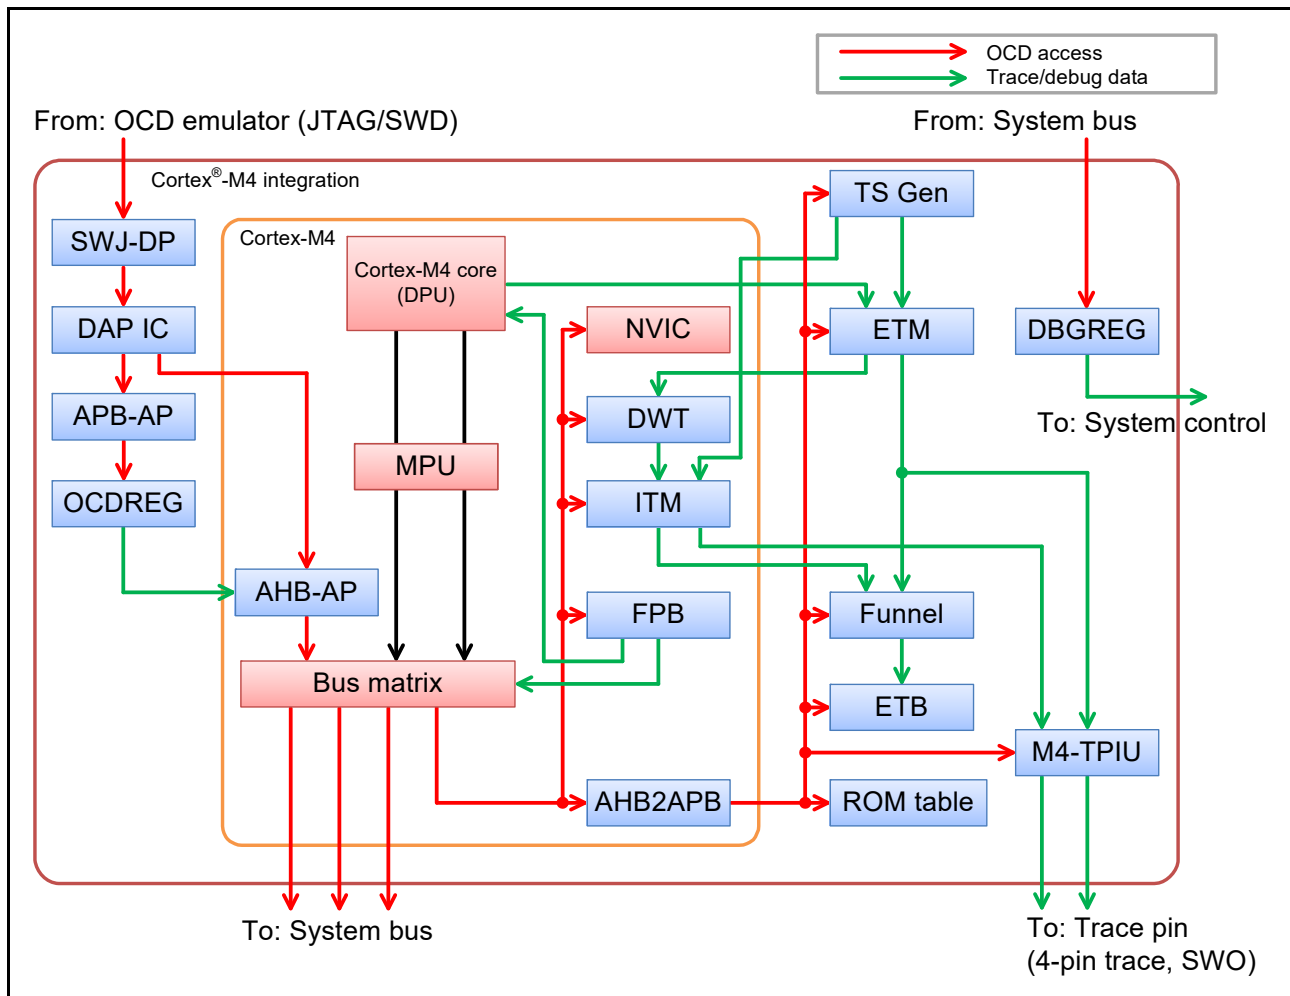 OCD access
Trace/debug data
From: OCD emulator (JTAG/SWD)
From: System bus
Cortex®-M4 integration
TS Gen
SWJ-DP
Cortex-M4
Cortex-M4 core
(DPU)
DAP IC
NVIC
ETM
DBGREG
APB-AP
DWT
To: System control
MPU
OCDREG
ITM
AHB-AP
FPB
Funnel
Bus matrix
ETB
M4-TPIU
AHB2APB
ROM table
To: System bus
To: Trace pin
(4-pin trace, SWO)